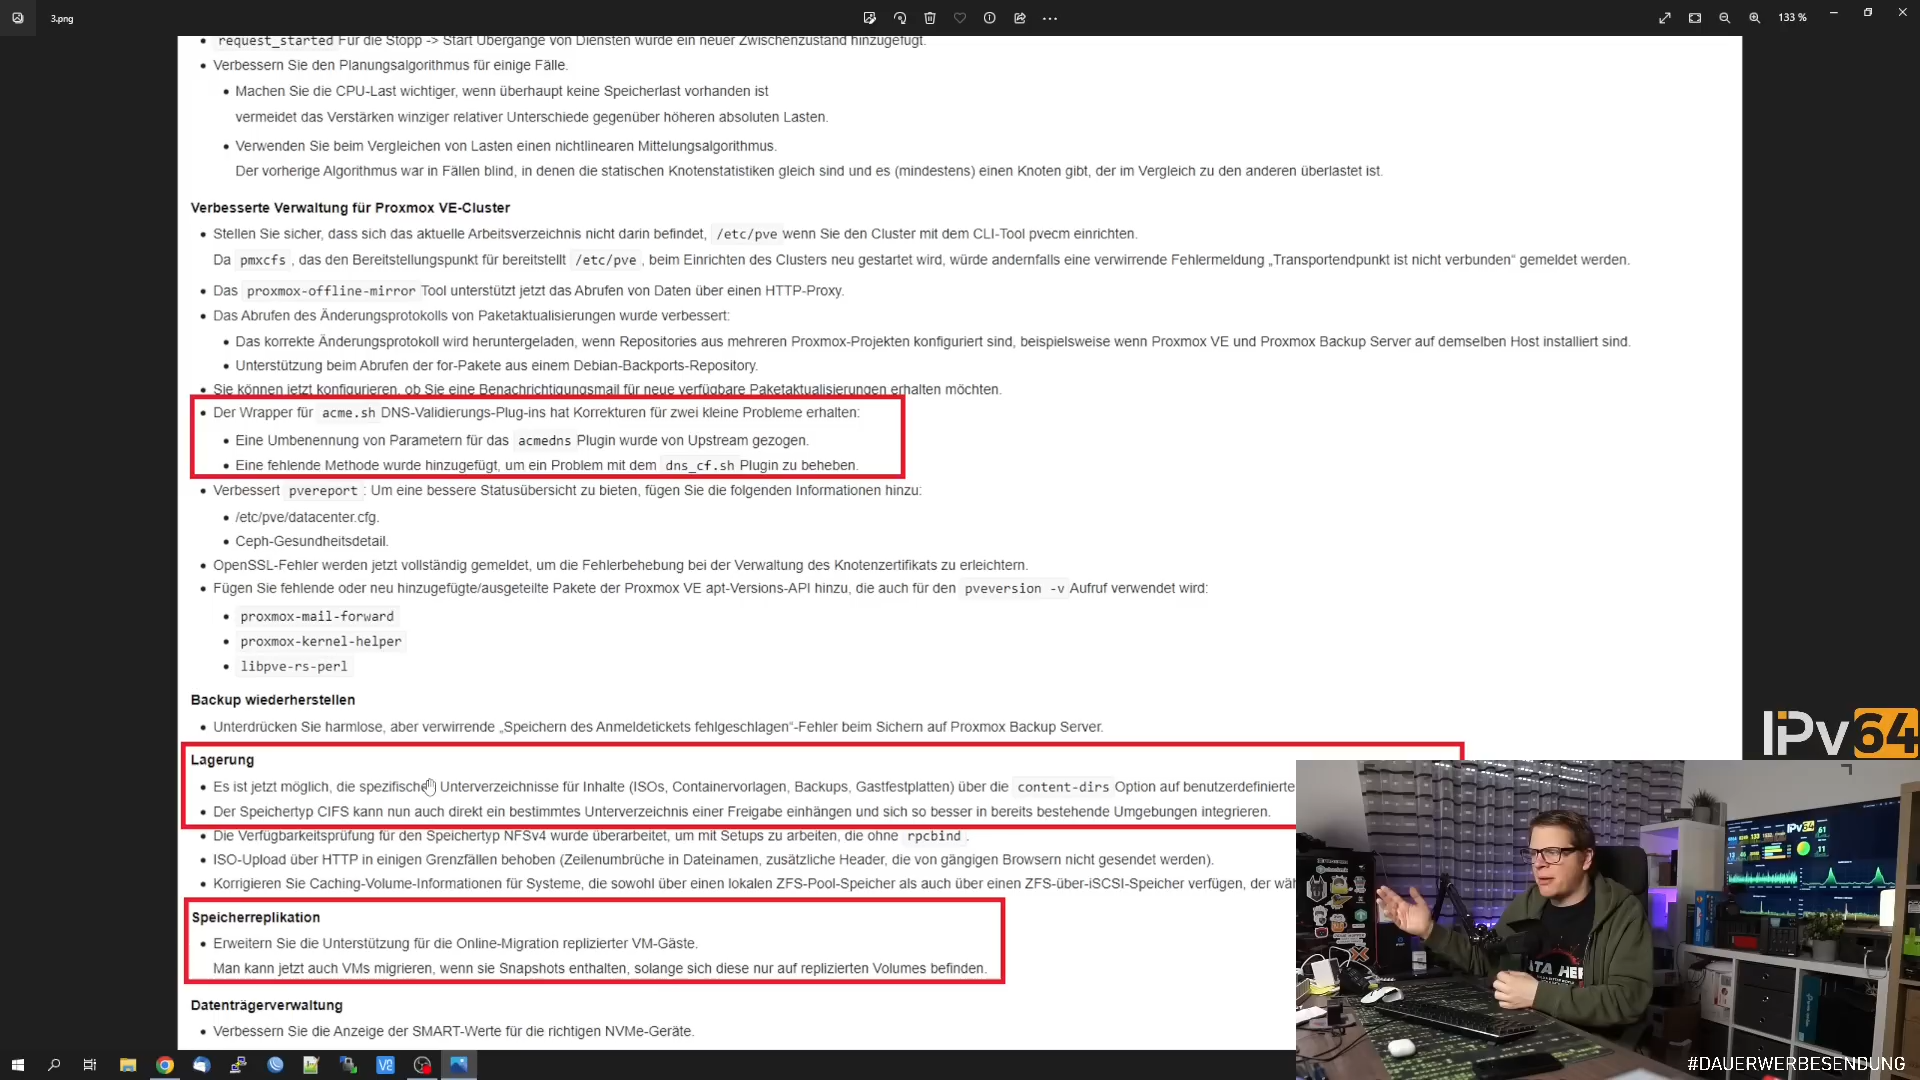 3.png
133 %
request_started Für die Stopp -> Start Übergänge von Diensten wurde ein neuer Zwischenzustand hinzugefügt.
Verbessern Sie den Planungsalgorithmus für einige Fälle.
Machen Sie die CPU-Last wichtiger, wenn überhaupt keine Speicherlast vorhanden ist
vermeidet das Verstärken winziger relativer Unterschiede gegenüber höheren absoluten Lasten.
Verwenden Sie beim Vergleichen von Lasten einen nichtlinearen Mittelungsalgorithmus.
Der vorherige Algorithmus war in Fällen blind, in denen die statischen Knotenstatistiken gleich sind und es (mindestens) einen Knoten gibt, der im Vergleich zu den anderen überlastet ist.
Verbesserte Verwaltung für Proxmox VE-Cluster
Stellen Sie sicher, dass sich das aktuelle Arbeitsverzeichnis nicht darin befindet, /etc/pve wenn Sie den Cluster mit dem CLI-Tool pvecm einrichten.
Da pmxcfs , das den Bereitstellungspunkt für bereitstellt /etc/pve , beim Einrichten des Clusters neu gestartet wird, würde andernfalls eine verwirrende Fehlermeldung „Transportendpunkt ist nicht verbunden“ gemeldet werden.
Das proxmox-offline-mirror Tool unterstützt jetzt das Abrufen von Daten über einen HTTP-Proxy.
Das Abrufen des Änderungsprotokolls von Paketaktualisierungen wurde verbessert:
Das korrekte Änderungsprotokoll wird heruntergeladen, wenn Repositories aus mehreren Proxmox-Projekten konfiguriert sind, beispielsweise wenn Proxmox VE und Proxmox Backup Server auf demselben Host installiert sind.
Unterstützung beim Abrufen der for-Pakete aus einem Debian-Backports-Repository.
Sie können jetzt konfigurieren, ob Sie eine Benachrichtigungsmail für neue verfügbare Paketaktualisierungen erhalten möchten.
Der Wrapper für acme.sh DNS-Validierungs-Plug-ins hat Korrekturen für zwei kleine Probleme erhalten:
Eine Umbenennung von Parametern für das acmedns Plugin wurde von Upstream gezogen.
Eine fehlende Methode wurde hinzugefügt, um ein Problem mit dem dns_cf.sh Plugin zu beheben.
Verbessert pvereport : Um eine bessere Statusübersicht zu bieten, fügen Sie die folgenden Informationen hinzu:
/etc/pve/datacenter.cfg.
Ceph-Gesundheitsdetail.
OpenSSL-Fehler werden jetzt vollständig gemeldet, um die Fehlerbehebung bei der Verwaltung des Knotenzertifikats zu erleichtern.
Fügen Sie fehlende oder neu hinzugefügte/ausgeteilte Pakete der Proxmox VE apt-Versions-API hinzu, die auch für den pveversion -v Aufruf verwendet wird:
proxmox-mail-forward
proxmox-kernel-helper
libpve-rs-perl
Backup wiederherstellen
Unterdrücken Sie harmlose, aber verwirrende „Speichern des Anmeldetickets fehlgeschlagen“-Fehler beim Sichern auf Proxmox Backup Server.
Lagerung
Es ist jetzt möglich, die spezifischen Unterverzeichnisse für Inhalte (ISOs, Containervorlagen, Backups, Gastfestplatten) über die content-dirs Option auf benutzerdefinierte
Der Speichertyp CIFS kann nun auch direkt ein bestimmtes Unterverzeichnis einer Freigabe einhängen und sich so besser in bereits bestehende Umgebungen integrieren.
Die Verfügbarkeitsprüfung für den Speichertyp NFSv4 wurde überarbeitet, um mit Setups zu arbeiten, die ohne rpcbind .
ISO-Upload über HTTP in einigen Grenzfällen behoben (Zeilenumbrüche in Dateinamen, zusätzliche Header, die von gängigen Browsern nicht gesendet werden).
Korrigieren Sie Caching-Volume-Informationen für Systeme, die sowohl über einen lokalen ZFS-Pool-Speicher als auch über einen ZFS-über-iSCSI-Speicher verfügen, der wäh
Speicherreplikation
Erweitern Sie die Unterstützung für die Online-Migration replizierter VM-Gäste.
Man kann jetzt auch VMs migrieren, wenn sie Snapshots enthalten, solange sich diese nur auf replizierten Volumes befinden.
Datenträgerverwaltung
Verbessern Sie die Anzeige der SMART-Werte für die richtigen NVMe-Geräte.
IPv64
#DAUERWERBESENDUNG